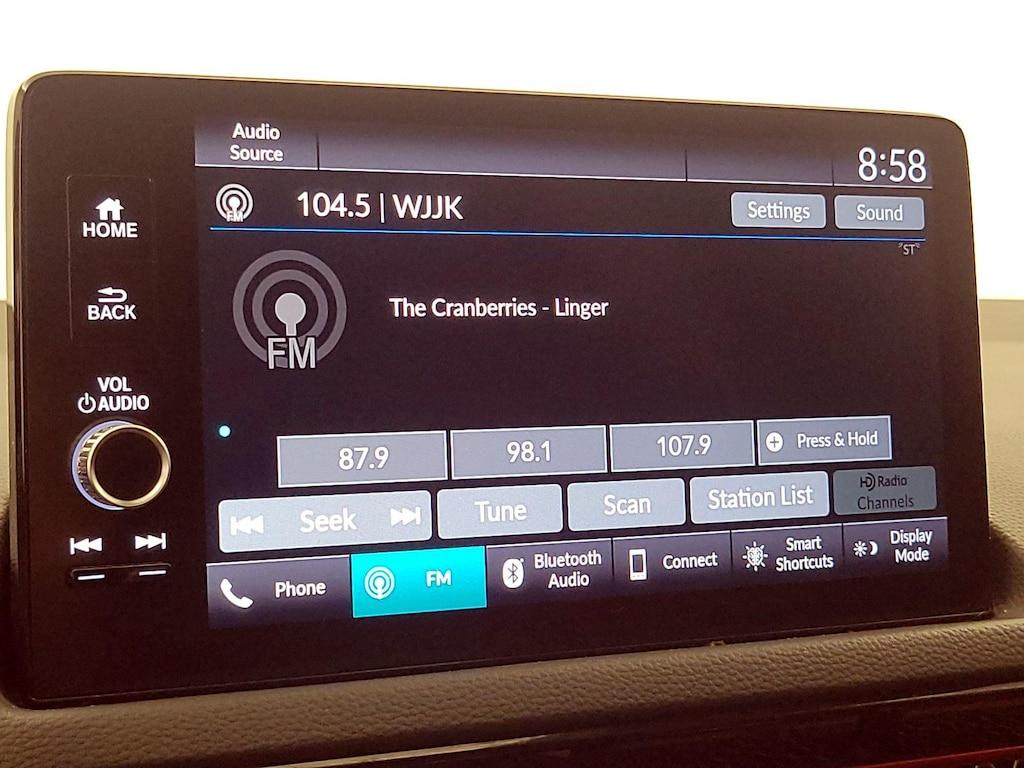 Audio
Source
8:58
FM
104.5 | WJJK
Settings
Sound
HOME
"ST"
BACK
FM
The Cranberries - Linger
VOL
AUDIO
87.9
98.1
107.9
Press & Hold
Seek
Tune
Scan
Station List
HD Radio
Channels
Phone
FM
Bluetooth
Audio
Connect
Smart
Shortcuts
Display
Mode